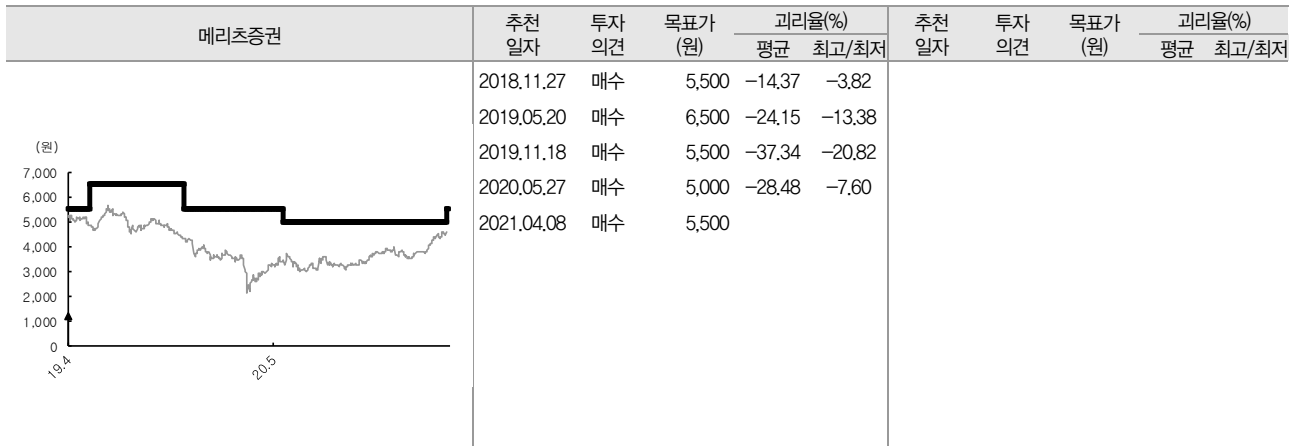 메리츠증권 추천 투자 목표가 괴리율(%) 추천 투자 목표가 괴리율(%)
일자 의견 (원) 평균 최고/최저 일자 의견 (원) 평균 최고/최저
2018.11.27 매수 5,500 -14.37 -3.82
2019.05.20 매수 6,500 -24.15 -13.38
2019.11.18 매수 5,500 -37.34 -20.82
2020.05.27 매수 5,000 -28.48 -7.60
2021.04.08 매수 5,500
(원)
7,000
6,000
5,000
4,000
3,000
2,000
1,000
0
19.4 20.5